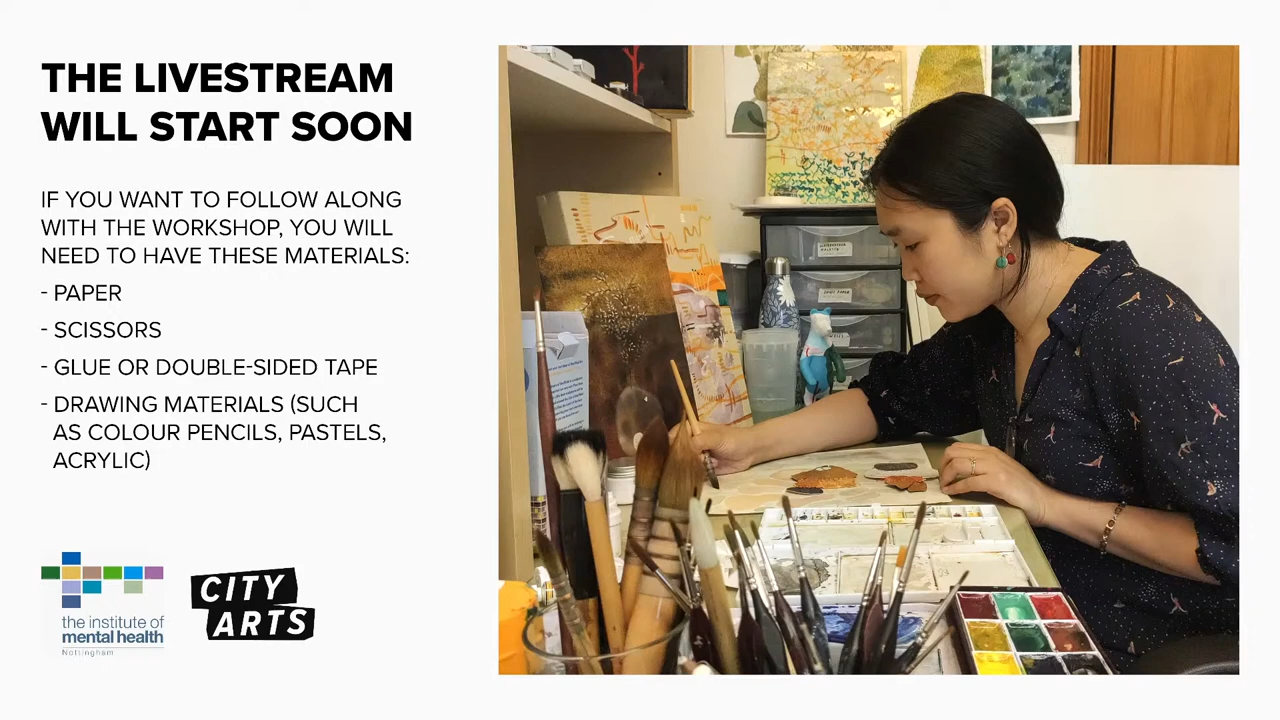 THE LIVESTREAM
WILL START SOON
IF YOU WANT TO FOLLOW ALONG
WITH THE WORKSHOP, YOU WILL
NEED TO HAVE THESE MATERIALS:
- PAPER
- SCISSORS
- GLUE OR DOUBLE-SIDED TAPE
- DRAWING MATERIALS (SUCH
AS COLOUR PENCILS, PASTELS,
ACRYLIC)
the institute of
mental health
Nottingham
CITY
ARTS